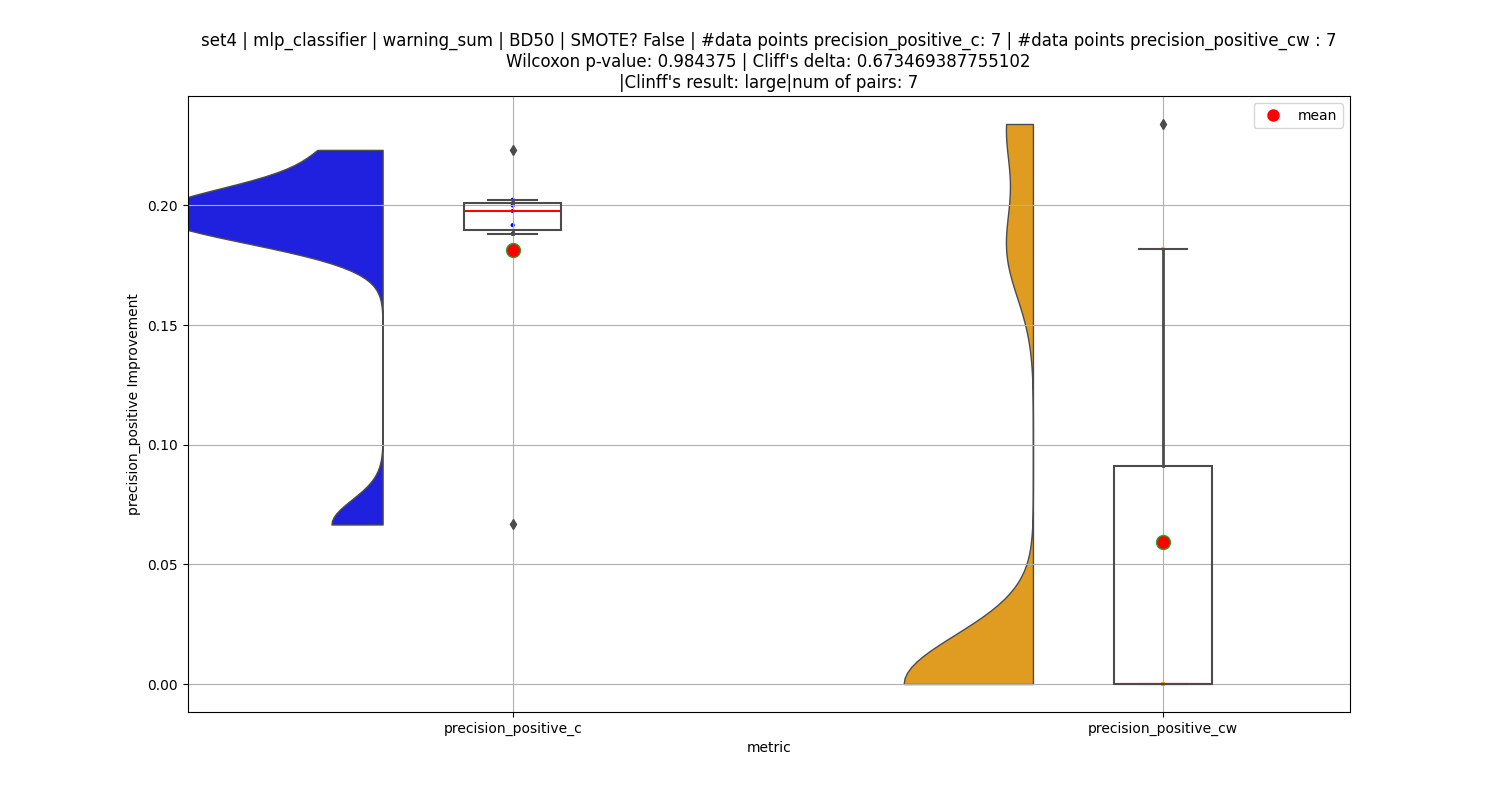 set4 | mlp_classifier | warning_sum | BD50 | SMOTE? False | #data points precision_positive_c: 7 | #data points precision_positive_cw : 7
Wilcoxon p-value: 0.984375 | Cliff's delta: 0.673469387755102
|Clinff's result: large|num of pairs: 7
mean
precision_positive Improvement
0.20
0.15
0.10
0.05
0.00
precision_positive_c
precision_positive_cw
metric